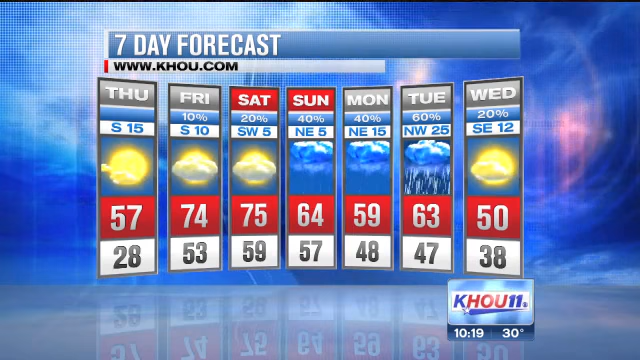 7 DAY FORECAST
WWW.KHOU.COM
THU FRI SAT SUN MON TUE WED
10% 20% 40% 40% 60% 20%
S 15 S 10 SW 5 NE 5 NE 15 NW 25 SE 12
57 74 75 64 59 63 50
28 53 59 57 48 47 38
KHOU11
10:19 30°